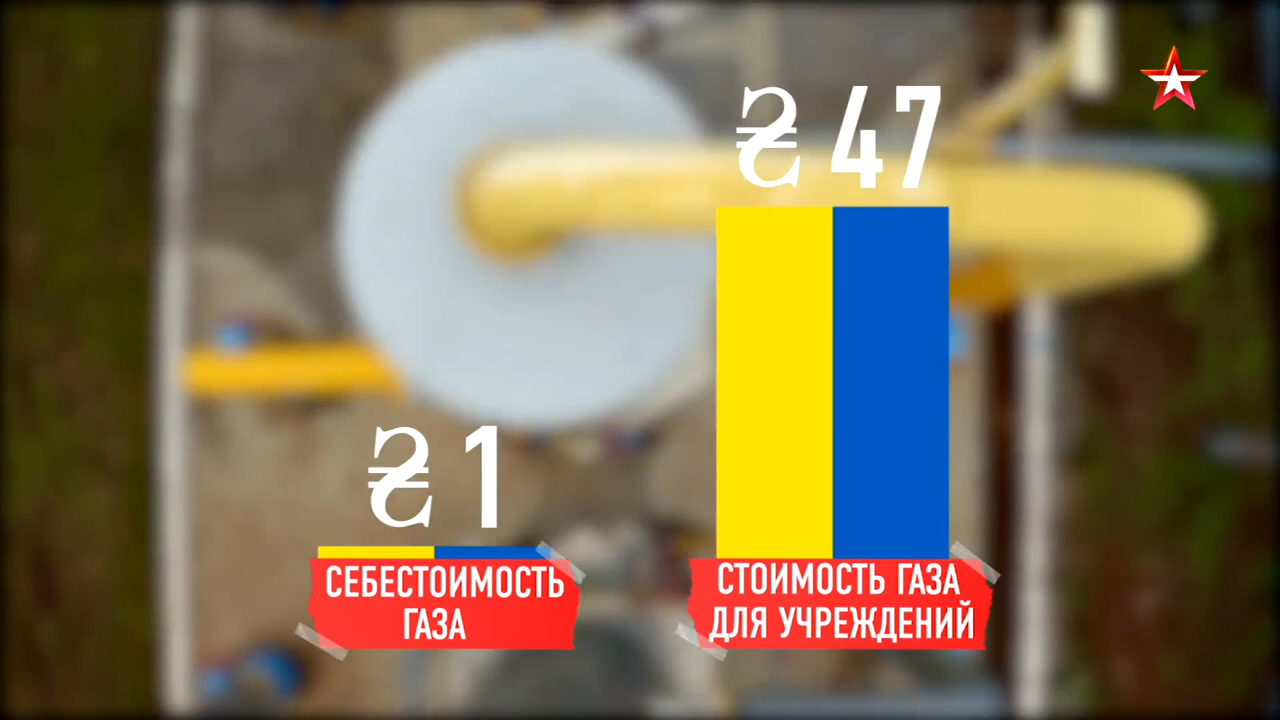 ₴ 47
₴ 1
СЕБЕСТОИМОСТЬ
ГАЗА
СТОИМОСТЬ ГАЗА
ДЛЯ УЧРЕЖДЕНИЙ